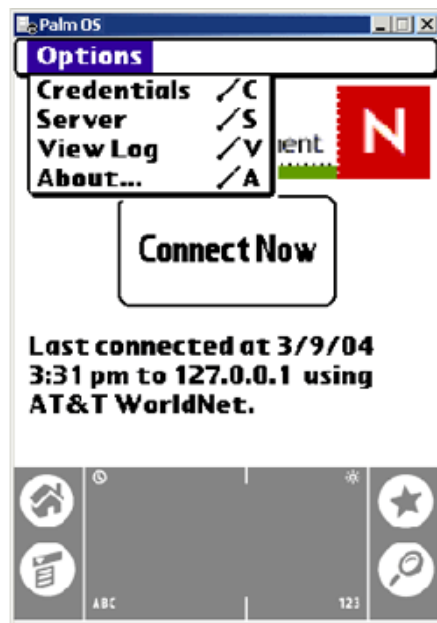 Palm OS
Options
Credentials /C
Server /S
View Log /V
About... /A
ment
N
Connect Now
Last connected at 3/9/04
3:31 pm to 127.0.0.1 using
AT&T WorldNet.
ABC 123